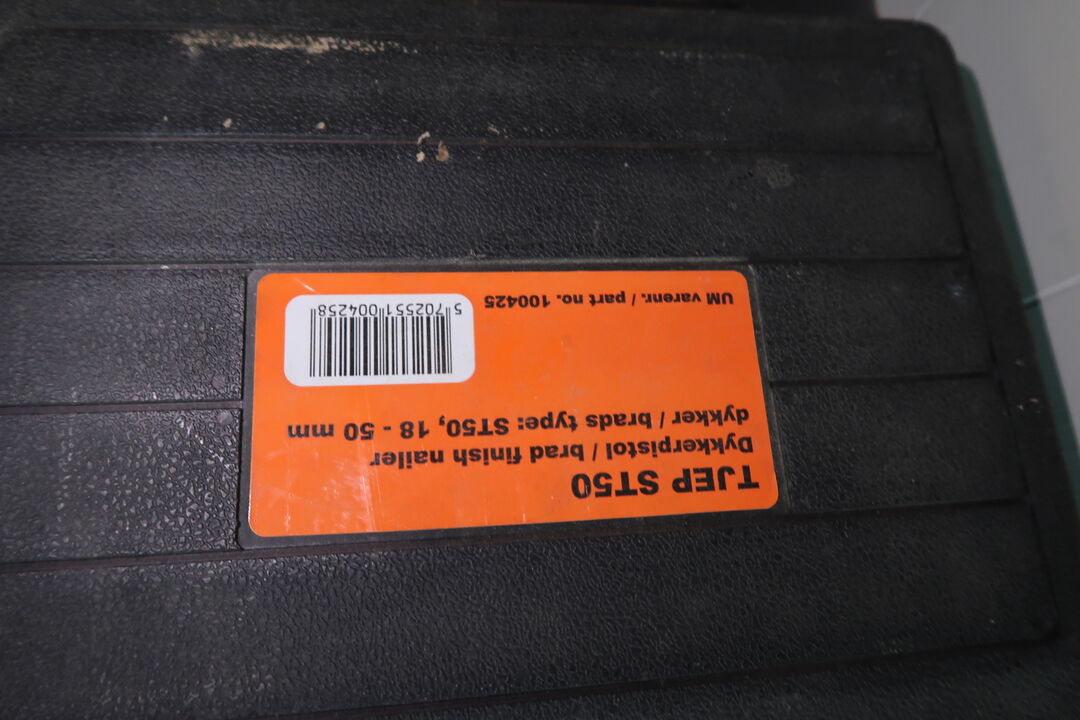 TJEP ST50
Dykkerpistol / brad finish nailer
dykker / brads type: ST50, 18 - 50 mm
UM varenr. / part no. 100425
5 702551 004258